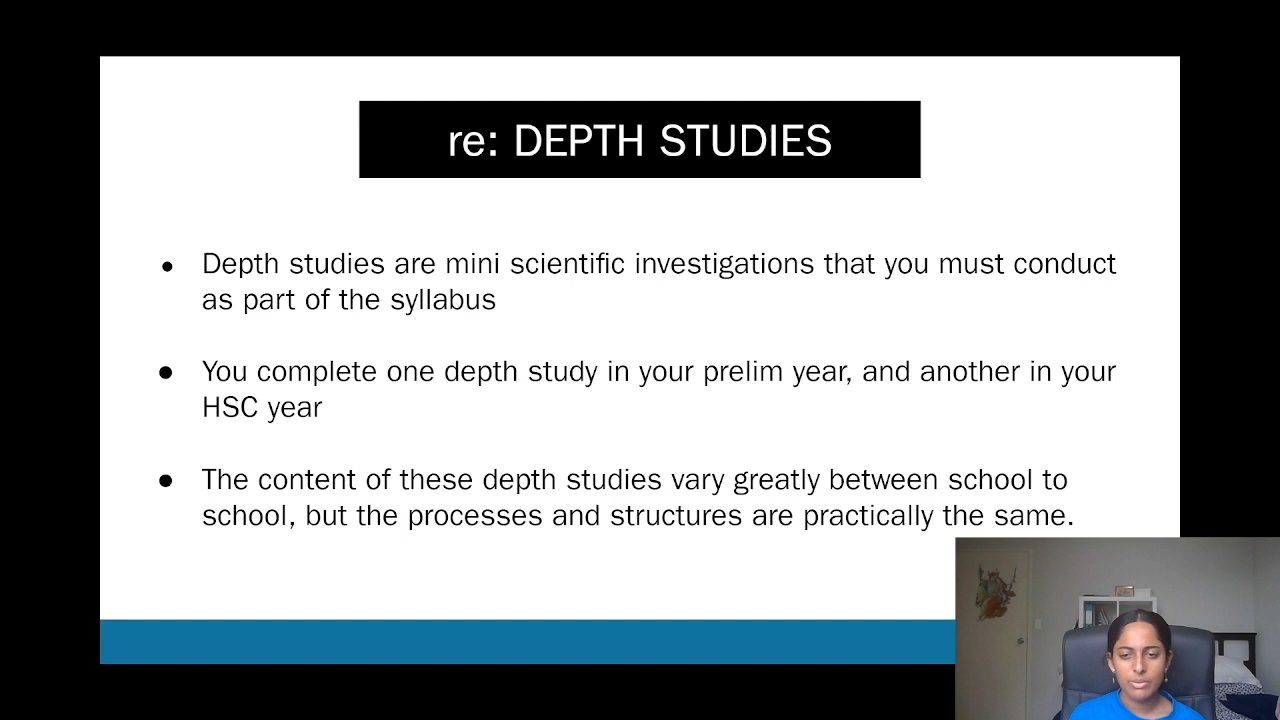 re: DEPTH STUDIES
● Depth studies are mini scientific investigations that you must conduct
as part of the syllabus
● You complete one depth study in your prelim year, and another in your
HSC year
● The content of these depth studies vary greatly between school to
school, but the processes and structures are practically the same.